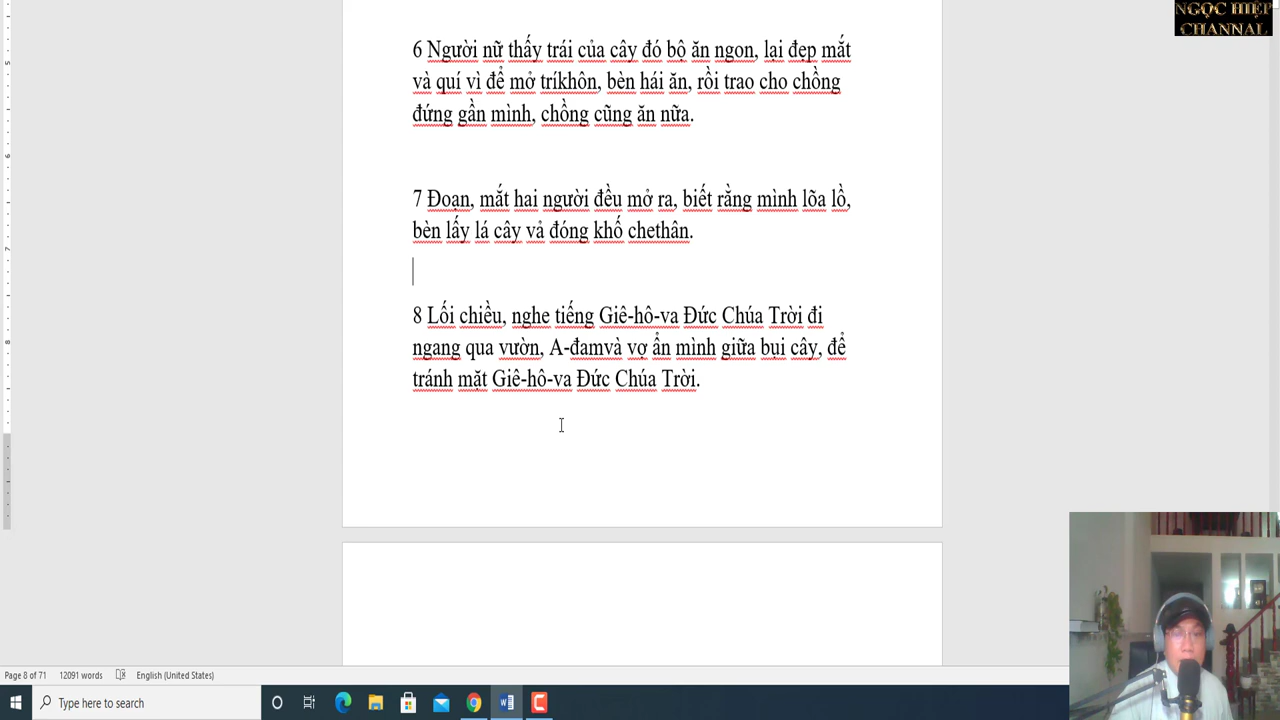 NGỌC HIỆP
CHANNAL
6 Người nữ thấy trái của cây đó bộ ăn ngon, lại đẹp mắt
và quí vì để mở tríkhôn, bèn hái ăn, rồi trao cho chồng
đứng gần mình, chồng cũng ăn nữa.
7 Đoạn, mắt hai người đều mở ra, biết rằng mình lõa lồ,
bèn lấy lá cây vả đóng khố chethân.
8 Lối chiều, nghe tiếng Giê-hô-va Đức Chúa Trời đi
ngang qua vườn, A-đamvà vợ ẩn mình giữa bụi cây, để
tránh mặt Giê-hô-va Đức Chúa Trời.
5
6
7
8
Page 8 of 71 12091 words English (United States)
Type here to search